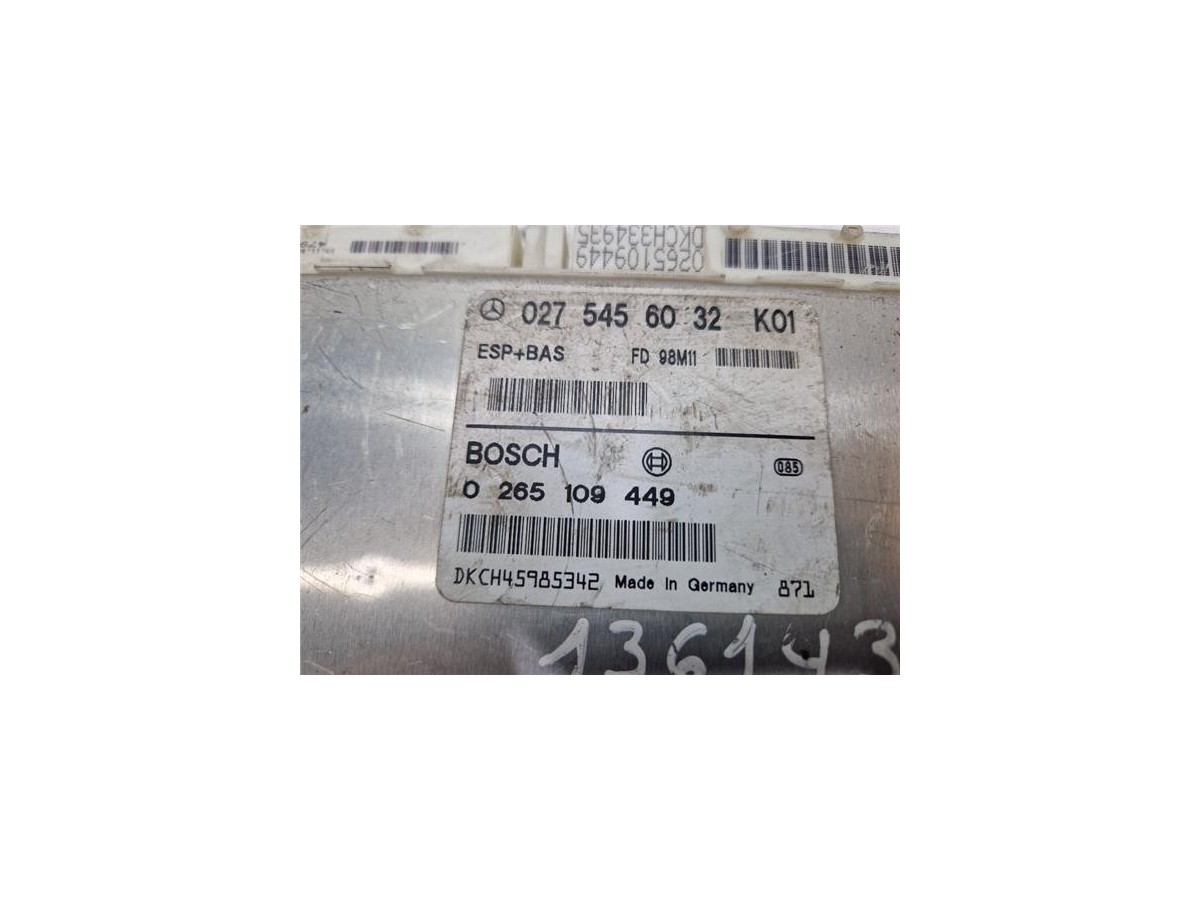 0265109449
DKCH334935
027 545 60 32 K01
ESP+BAS FD 98M11
BOSCH 085
0 265 109 449
DKCH45985342 Made in Germany 871
136143